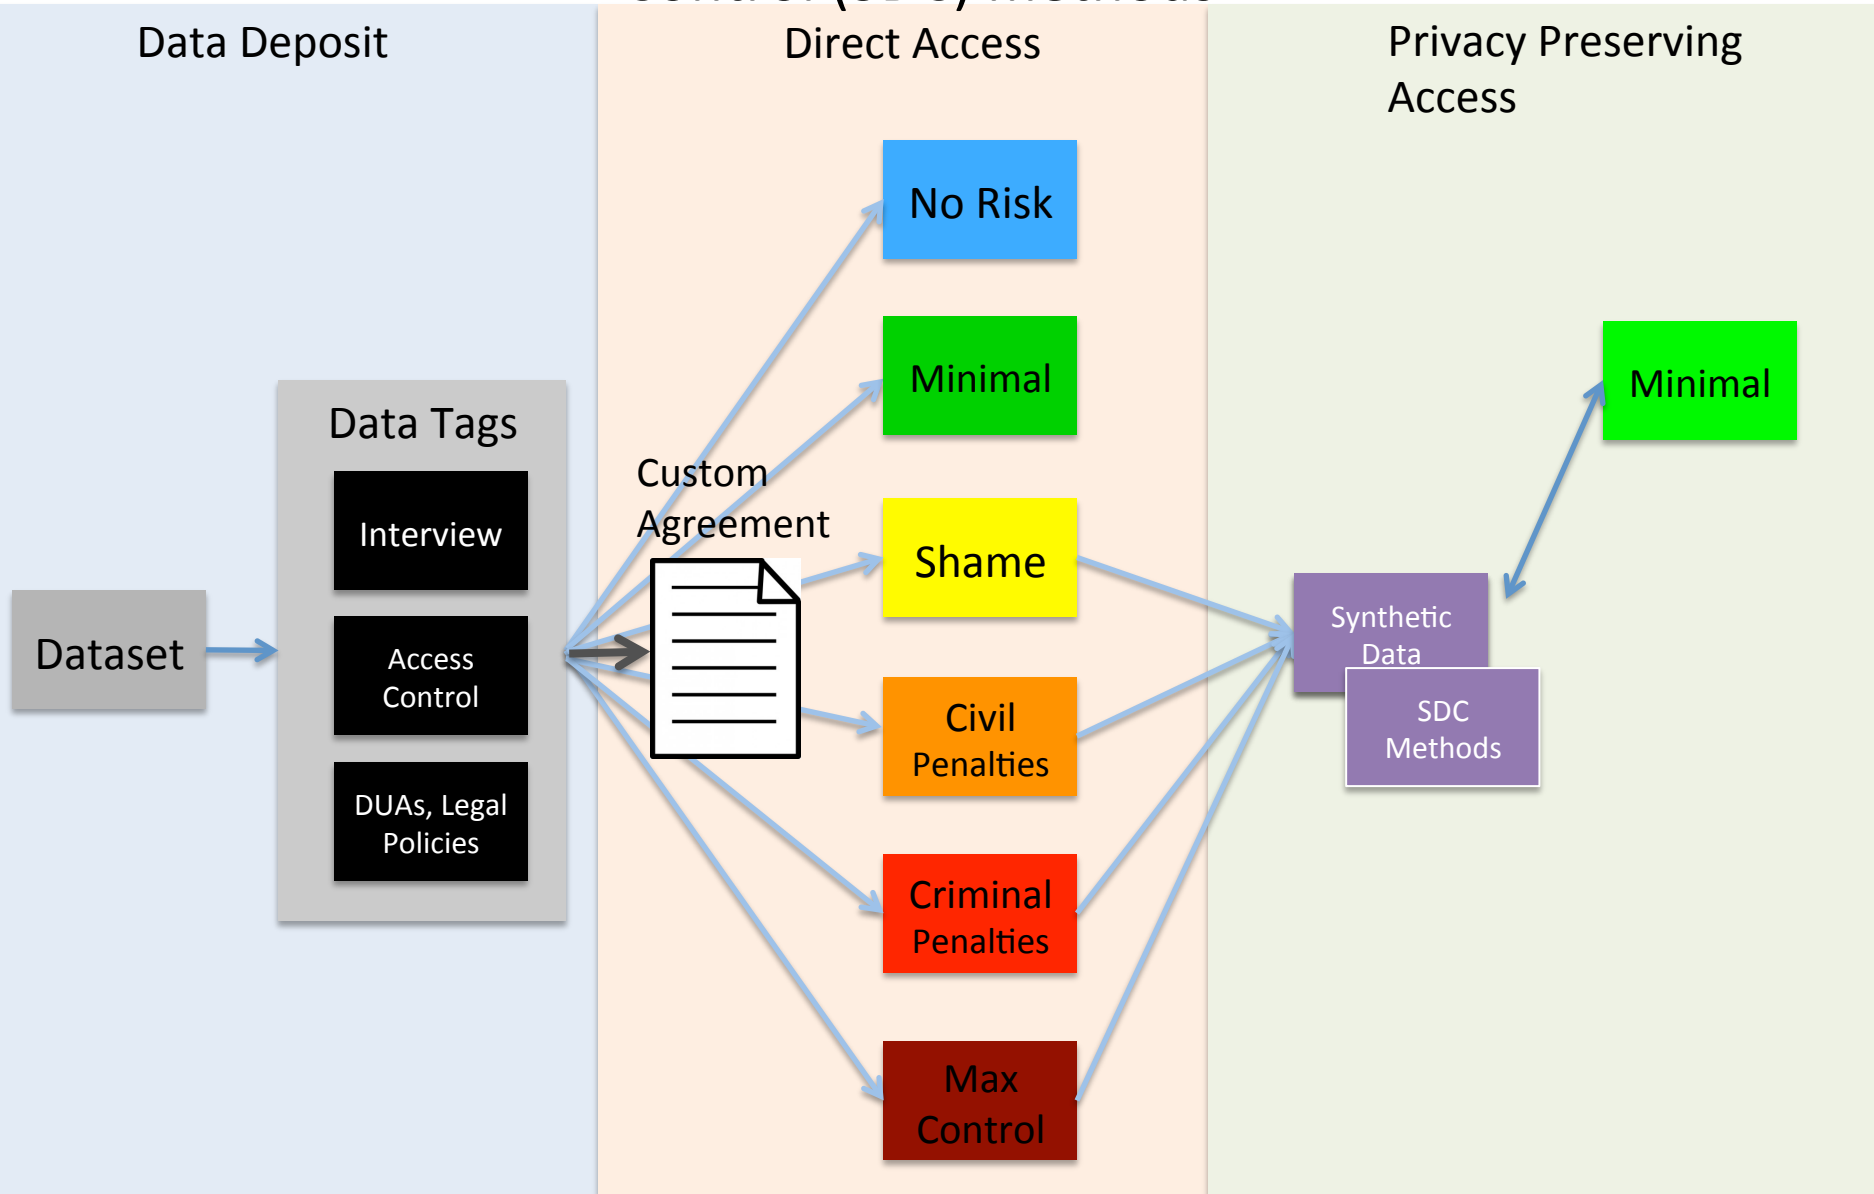 Data Deposit
Direct Access
Privacy Preserving
Access
No Risk
Minimal
Minimal
Data Tags
Custom
Agreement
Interview
Shame
Dataset
Access
Control
Synthetic
Data
SDC
Methods
Civil
Penalties
DUAs, Legal
Policies
Criminal
Penalties
Max
Control